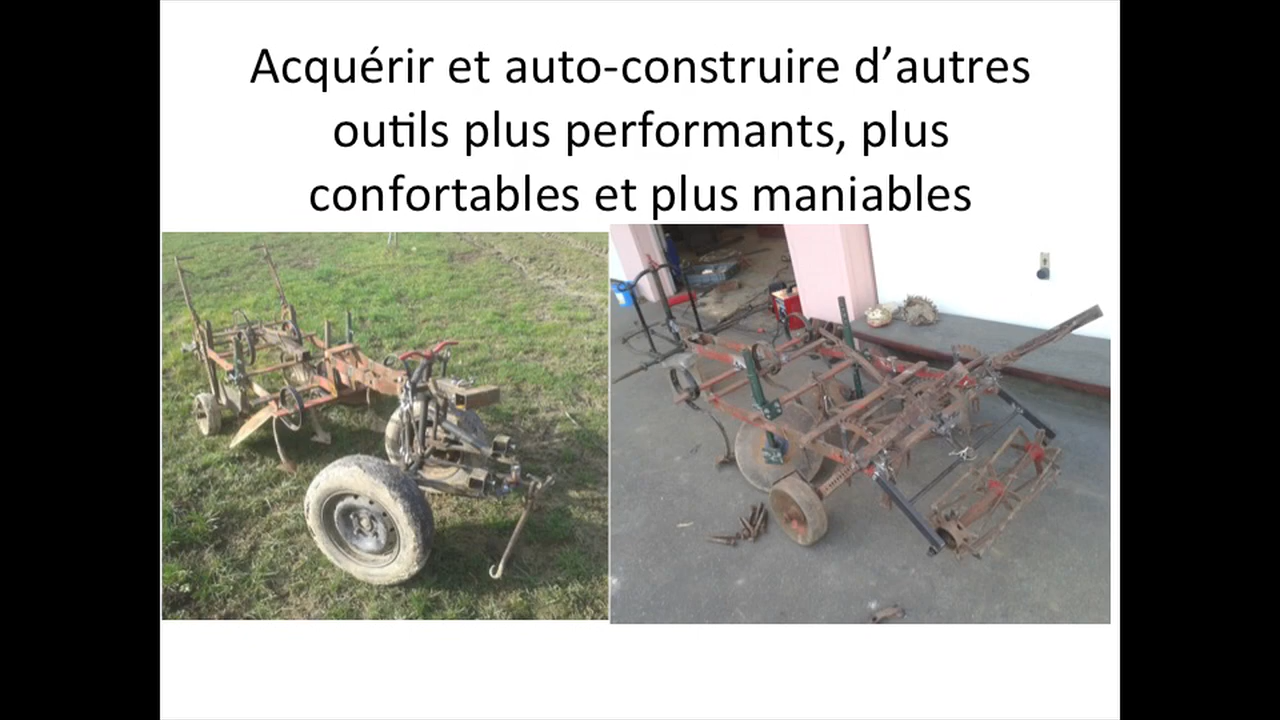 Acquérir et auto-construire d’autres
outils plus performants, plus
confortables et plus maniables